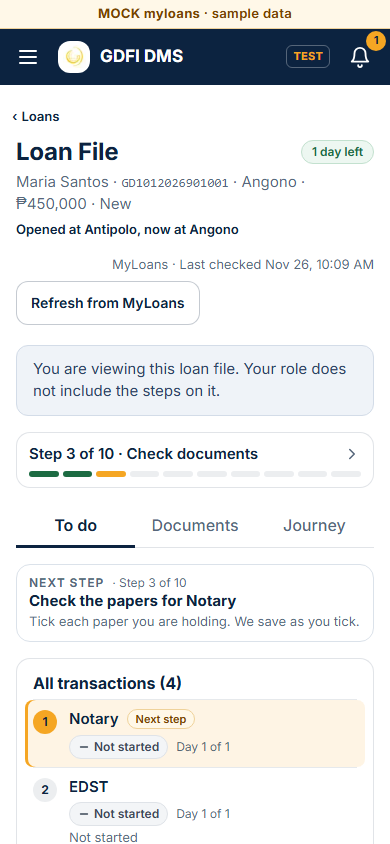 MOCK myloans · sample data
GDFI DMS
TEST
1
‹ Loans
Loan File
1 day left
Maria Santos · GD1012026901001 · Angono ·
₱450,000 · New
Opened at Antipolo, now at Angono
MyLoans · Last checked Nov 26, 10:09 AM
Refresh from MyLoans
You are viewing this loan file. Your role does
not include the steps on it.
Step 3 of 10 · Check documents
To do Documents Journey
NEXT STEP · Step 3 of 10
Check the papers for Notary
Tick each paper you are holding. We save as you tick.
All transactions (4)
1 Notary Next step
– Not started Day 1 of 1
2 EDST
– Not started Day 1 of 1
Not started